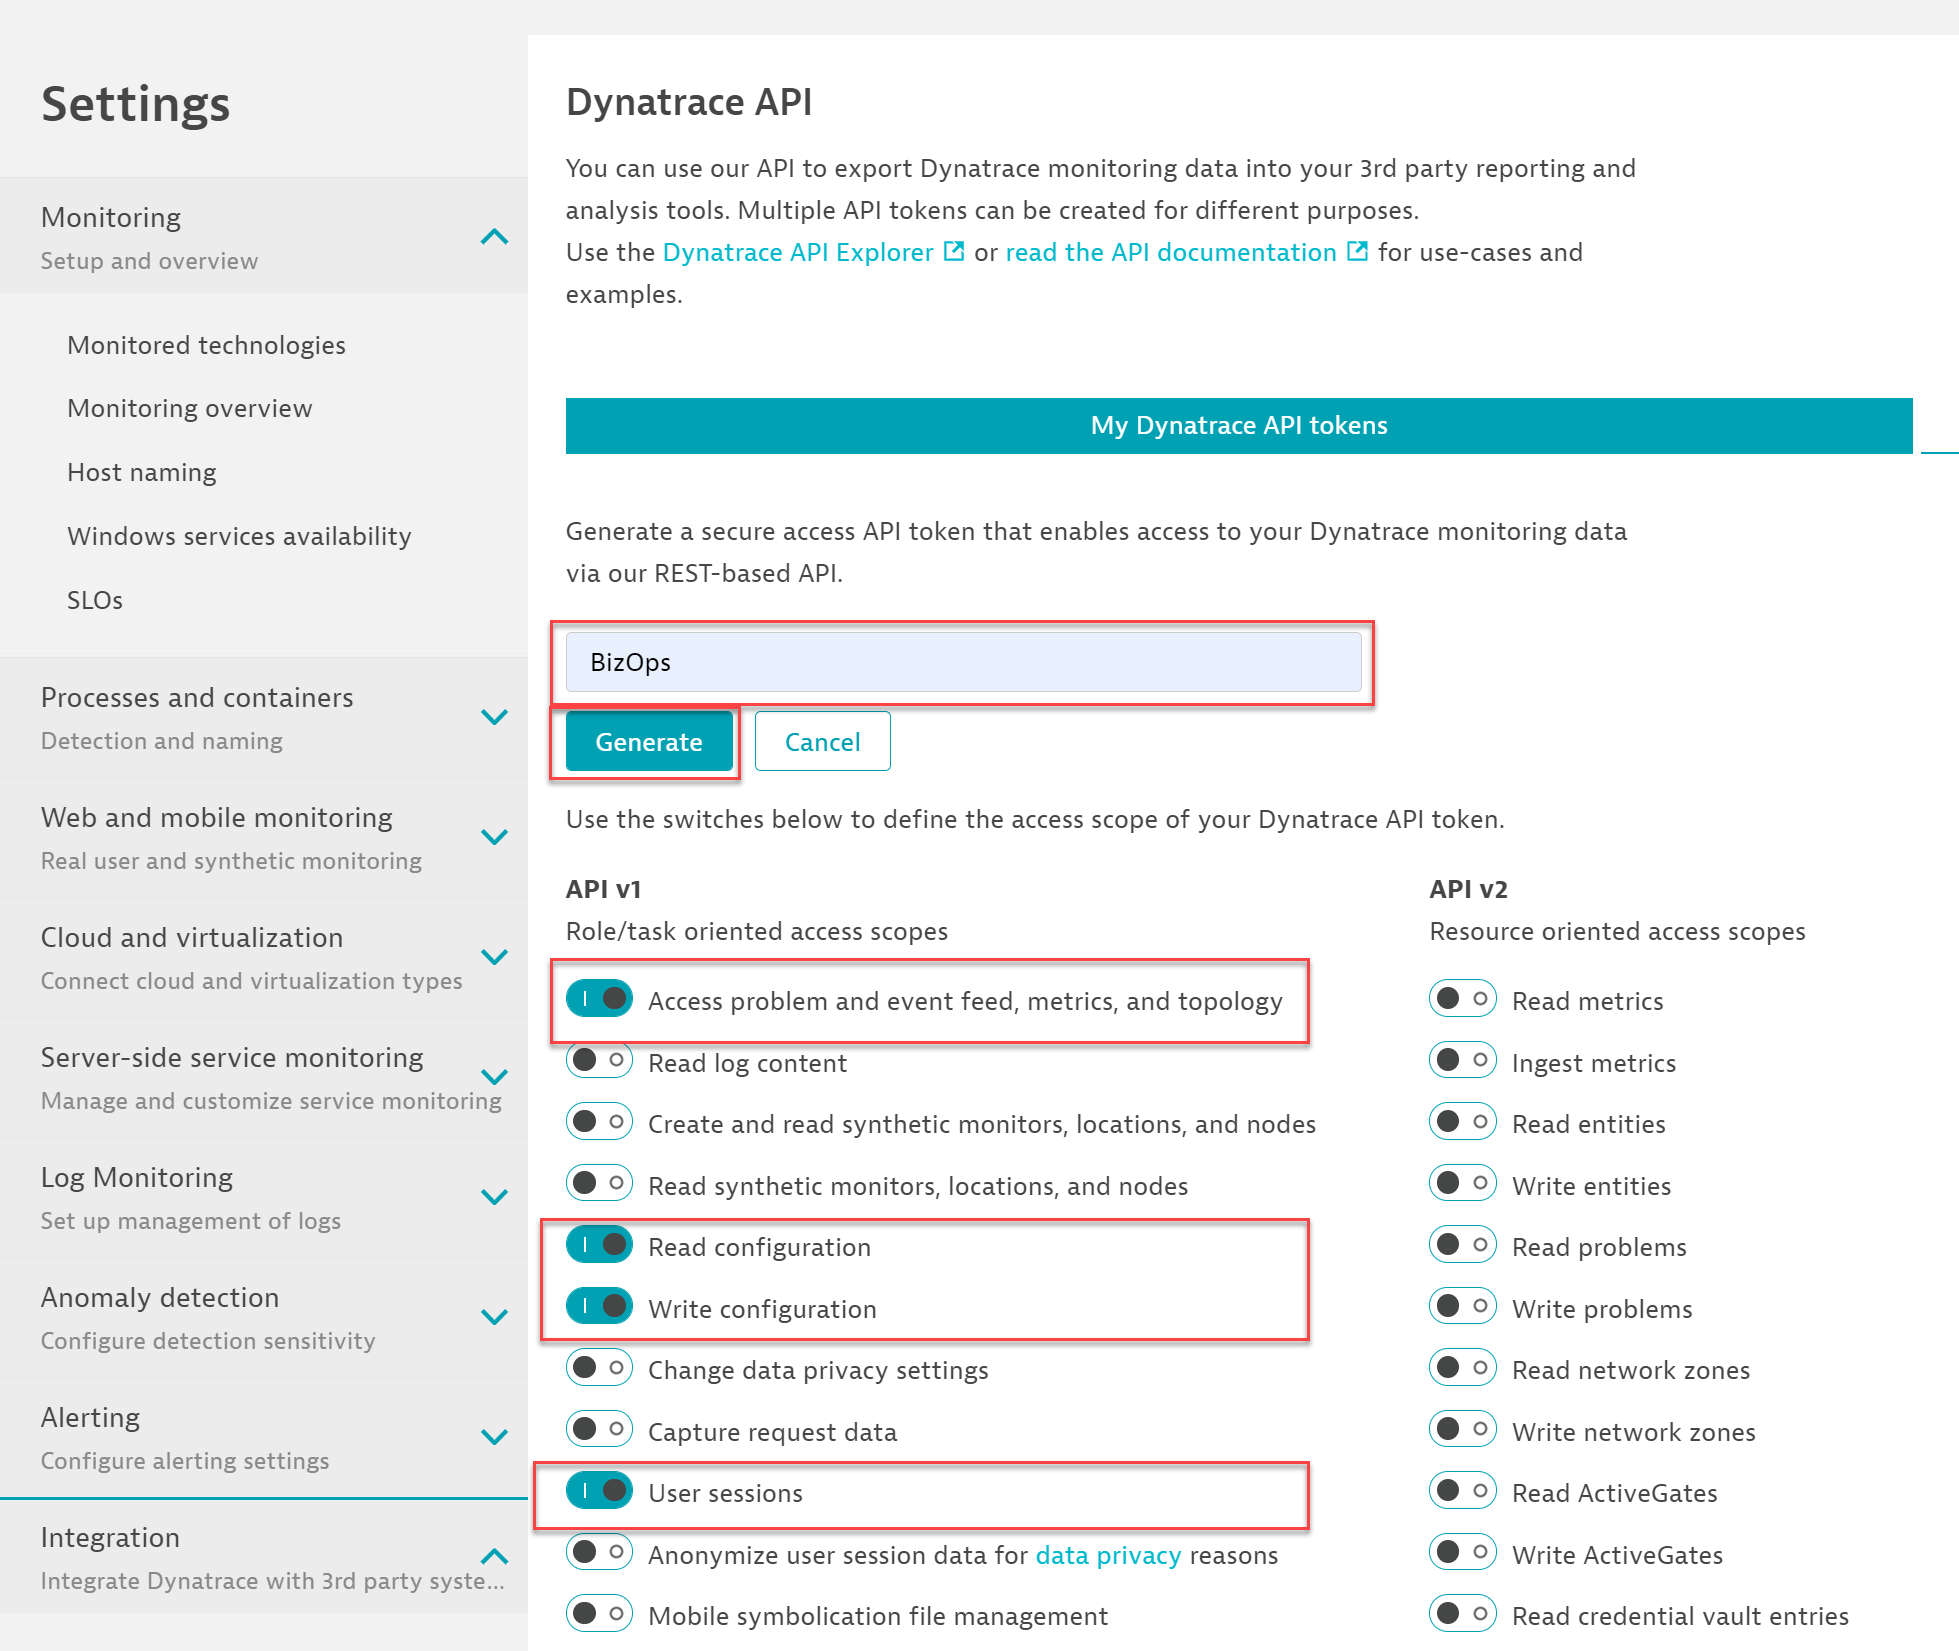 Settings
Monitoring
Setup and overview
Monitored technologies
Monitoring overview
Host naming
Windows services availability
SLOs
Processes and containers
Detection and naming
Web and mobile monitoring
Real user and synthetic monitoring
Cloud and virtualization
Connect cloud and virtualization types
Server-side service monitoring
Manage and customize service monitoring
Log Monitoring
Set up management of logs
Anomaly detection
Configure detection sensitivity
Alerting
Configure alerting settings
Integration
Integrate Dynatrace with 3rd party syste...
Dynatrace API
You can use our API to export Dynatrace monitoring data into your 3rd party reporting and
analysis tools. Multiple API tokens can be created for different purposes.
Use the Dynatrace API Explorer or read the API documentation for use-cases and
examples.
My Dynatrace API tokens
Generate a secure access API token that enables access to your Dynatrace monitoring data
via our REST-based API.
BizOps
Generate
Cancel
Use the switches below to define the access scope of your Dynatrace API token.
API v1
Role/task oriented access scopes
Access problem and event feed, metrics, and topology
Read log content
Create and read synthetic monitors, locations, and nodes
Read synthetic monitors, locations, and nodes
Read configuration
Write configuration
Change data privacy settings
Capture request data
User sessions
Anonymize user session data for data privacy reasons
Mobile symbolication file management
API v2
Resource oriented access scopes
Read metrics
Ingest metrics
Read entities
Write entities
Read problems
Write problems
Read network zones
Write network zones
Read ActiveGates
Write ActiveGates
Read credential vault entries